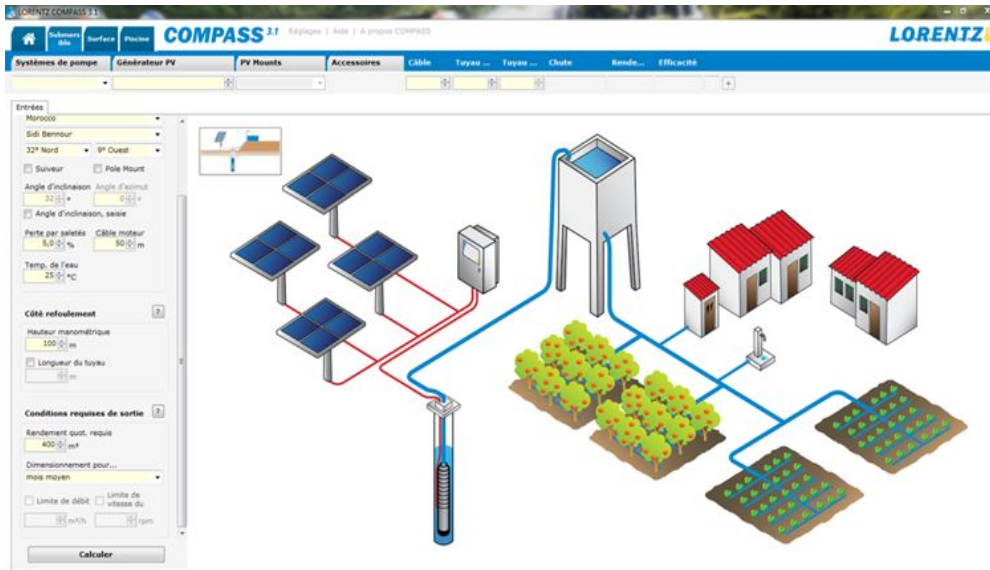 LORENTZ COMPASS 3.1
Submers
ible
Surface
Piscine
COMPASS 3.1
Réglages | Aide | A propos COMPASS
LORENTZ
Systèmes de pompe
Générateur PV
PV Mounts
Accessoires
Câble
Tuyau ...
Tuyau ...
Chute
Rende...
Efficacité
Entrées
Morocco
Sidi Bennour
32° Nord
9° Ouest
Suiveur
Pole Mount
Angle d'inclinaison
Angle d'azimut
32 °
0 °
Angle d'inclinaison, saisie
Perte par saletés
Câble moteur
5,0 %
50 m
Temp. de l'eau
25 °C
Côté refoulement
?
Hauteur manométrique
100 m
Longueur du tuyau
m
Conditions requises de sortie
?
Rendement quot. requis
400 m³
Dimensionnement pour...
mois moyen
Limite de débit
Limite de
vitesse du
m³/h
rpm
Calculer